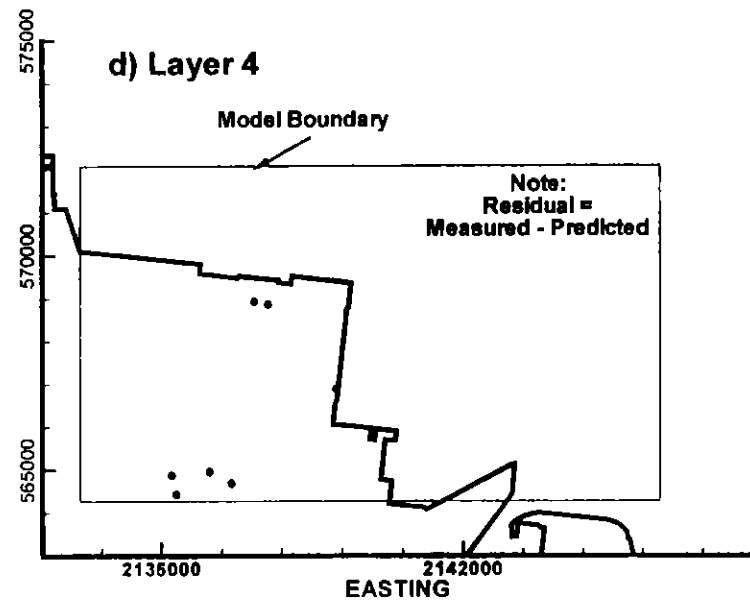 575000
d) Layer 4
Model Boundary
Note:
Residual =
Measured - Predicted
570000
565000
2135000
2142000
EASTING